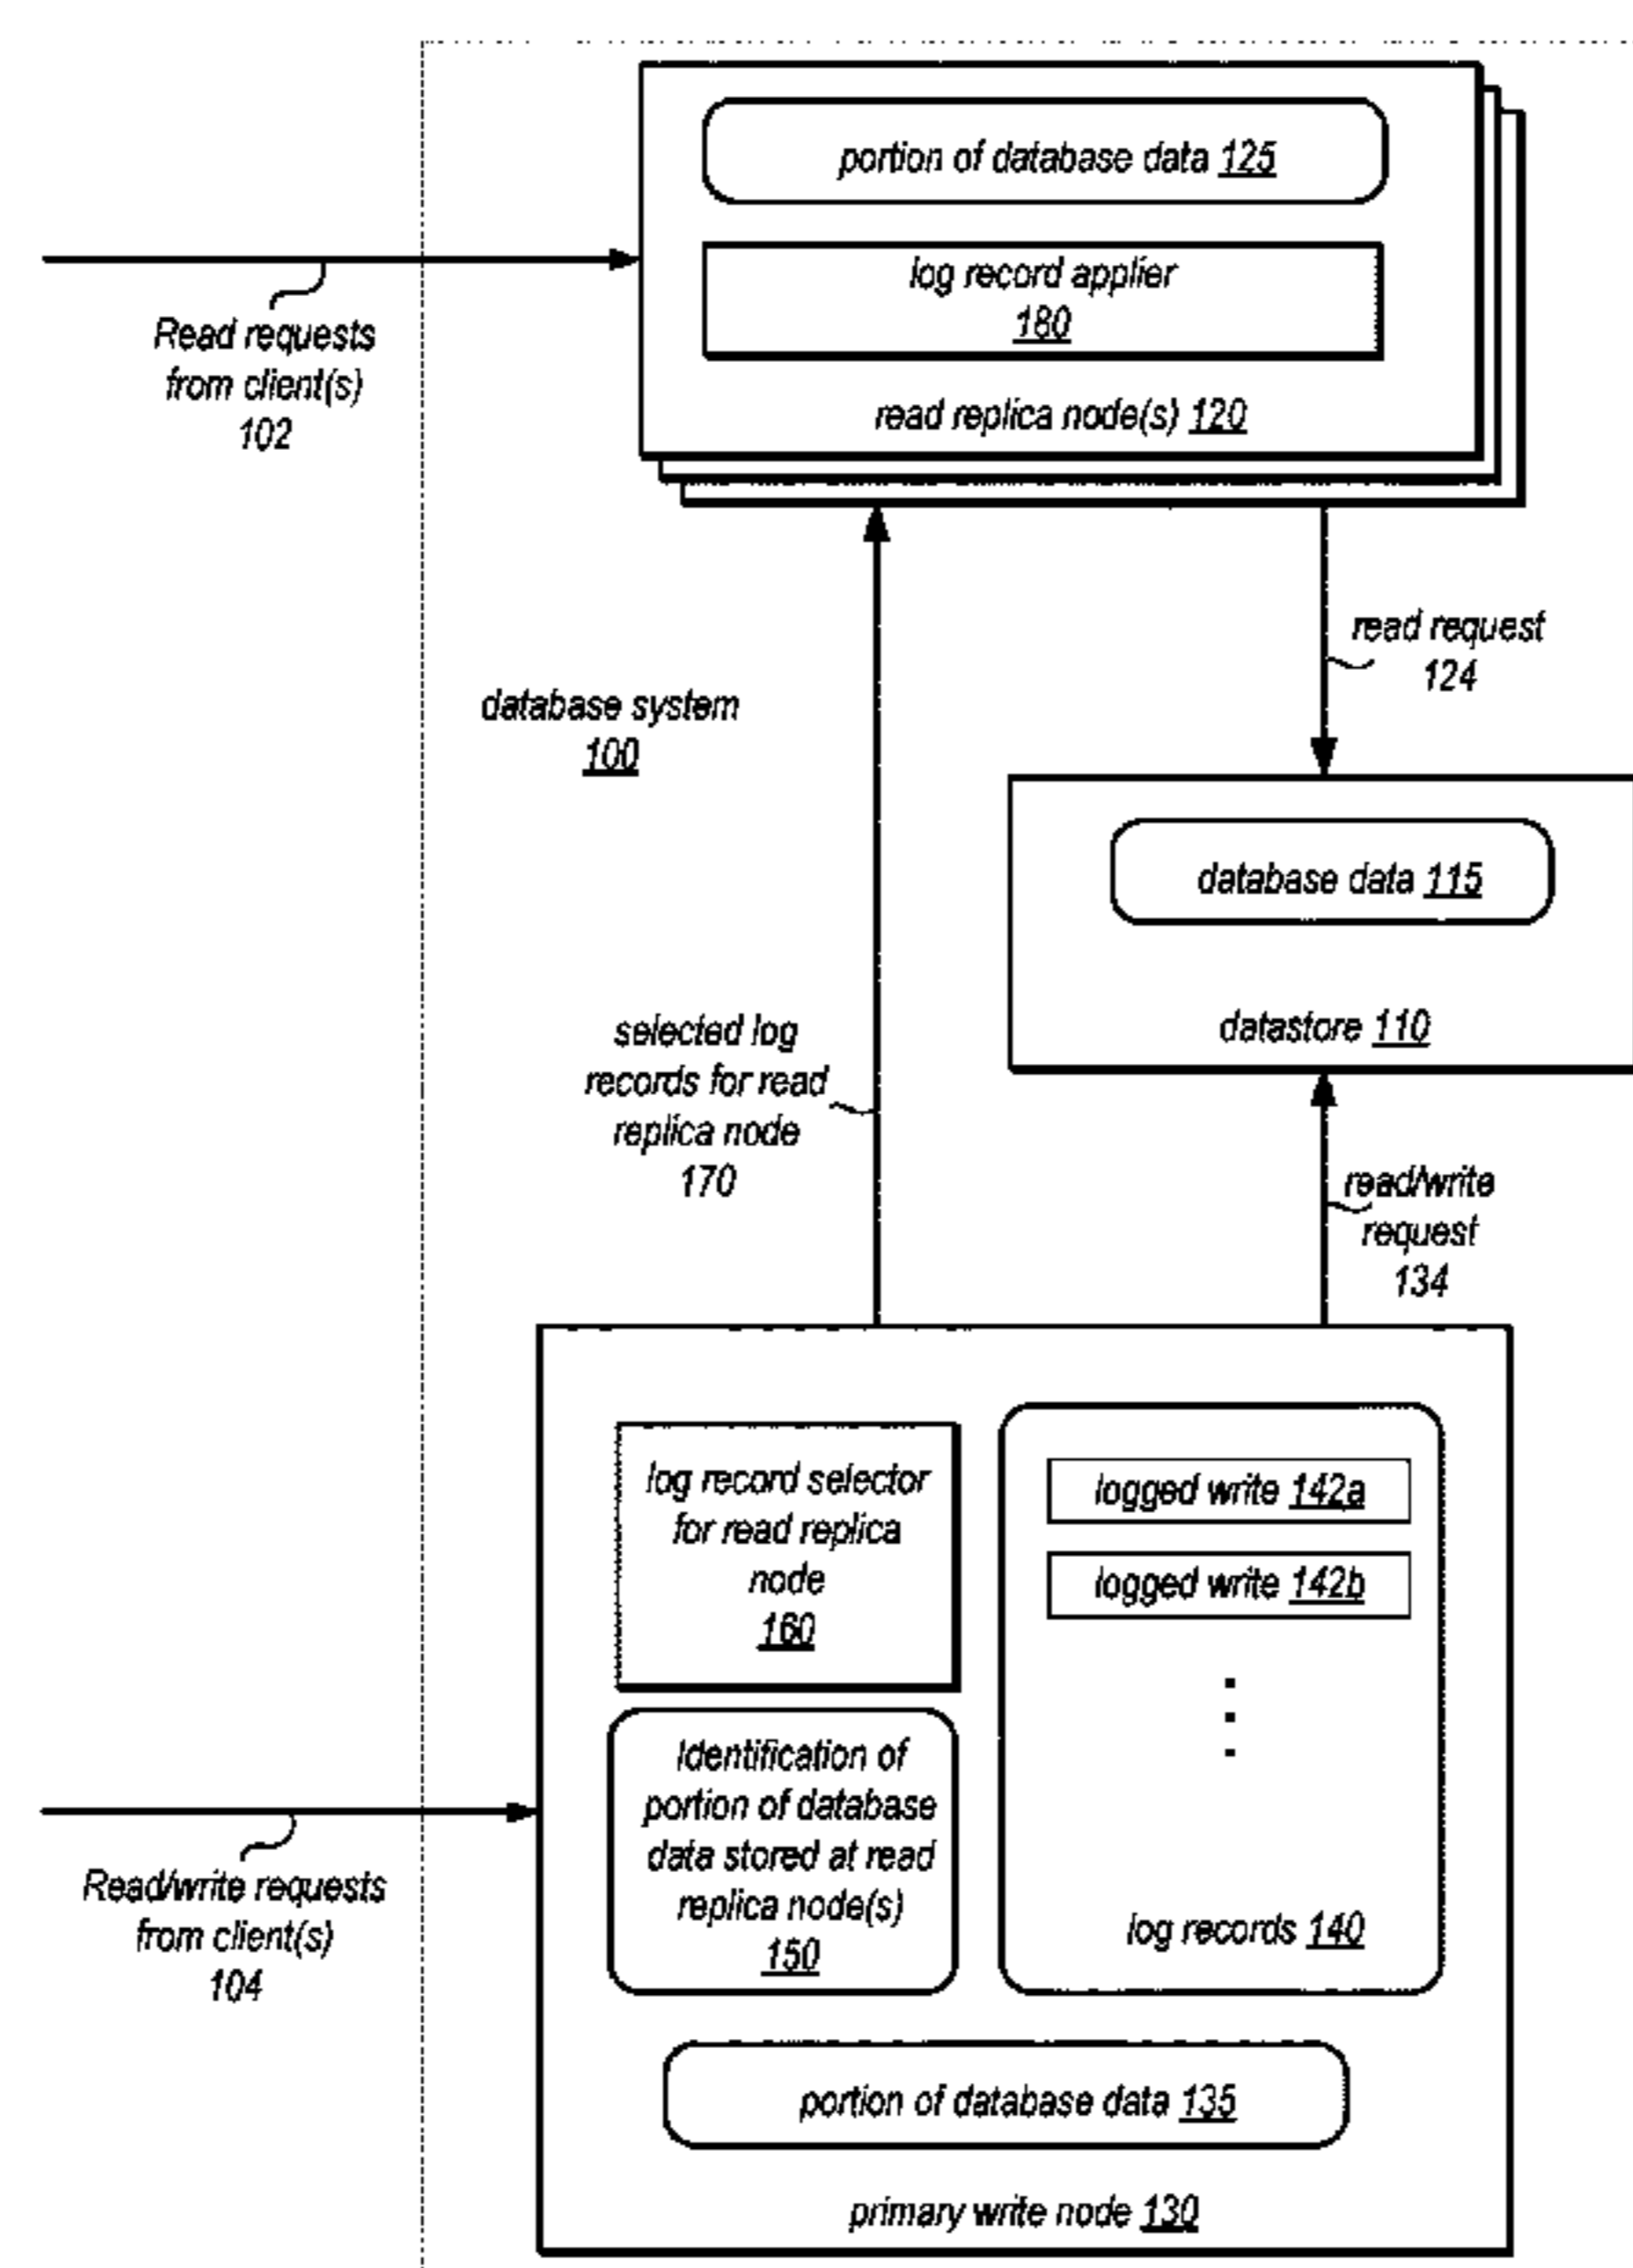 portion of database data 125
log record applier
180
read replica node(s) 120
Read requests
from client(s)
102
read request
124
database system
100
database data 115
datastore 110
selected log
records for read
replica node
170
read/write
request
134
log record selector
for read replica
node
160
logged write 142a
logged write 142b
Identification of
portion of database
data stored at read
replica node(s)
150
log records 140
Read/write requests
from client(s)
104
portion of database data 135
primary write node 130